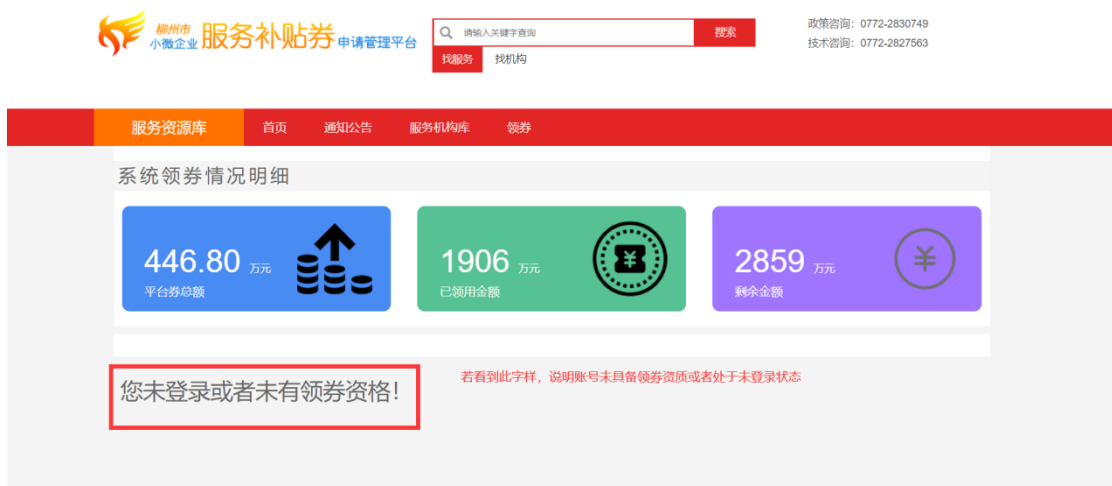 柳州市
小微企业 服务补贴券 申请管理平台
请输入关键字查询 搜索
找服务 找机构
政策咨询：0772-2830749
技术咨询：0772-2827563
服务资源库 首页 通知公告 服务机构库 领券
系统领券情况明细
446.80 万元
平台券总额
1906 万元
已领用金额
2859 万元
剩余金额
您未登录或者未有领券资格！
若看到此字样，说明账号未具备领券资质或者处于未登录状态